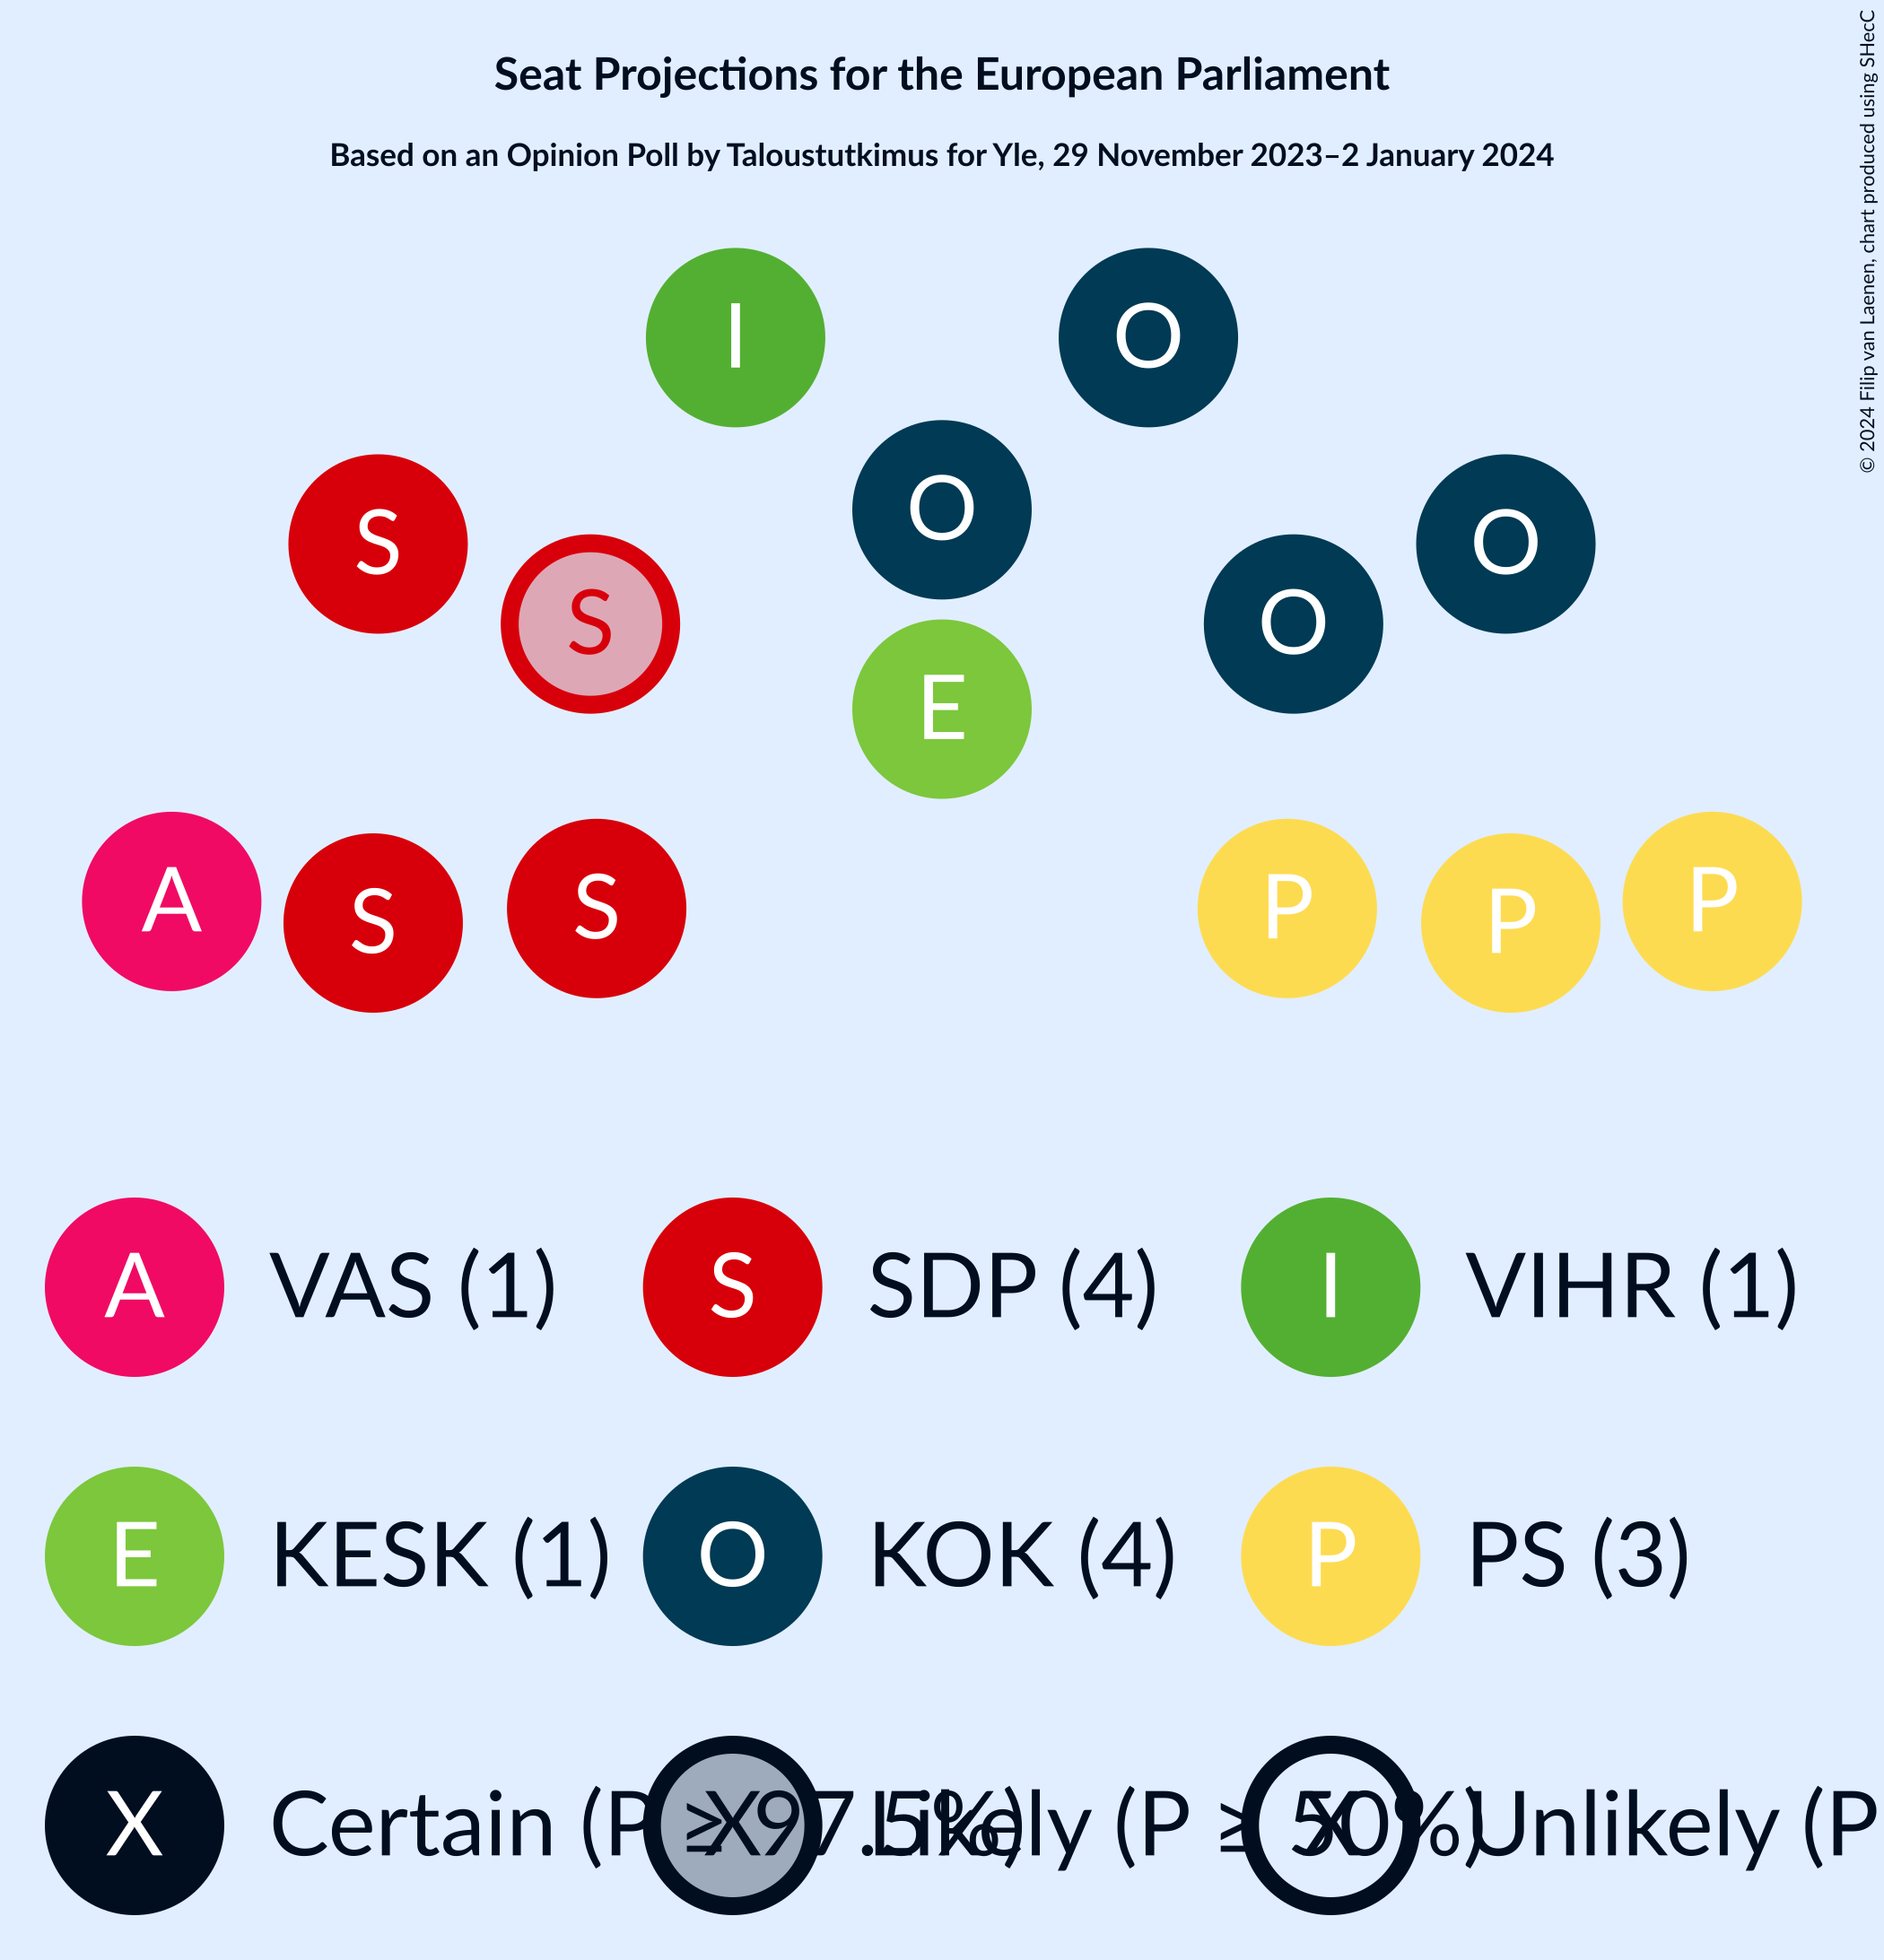 Seat Projections for the European Parliament
Based on an Opinion Poll by Taloustutkimus for Yle, 29 November 2023–2 January 2024
© 2024 Filip van Laenen, chart produced using SHecC
I O
O
S O
S O
E
A S S P P P
A VAS (1) S SDP (4) I VIHR (1)
E KESK (1) O KOK (4) P PS (3)
X Certain (P ≥ 97.5%) X Likely (P ≥ 50%) X Unlikely (P